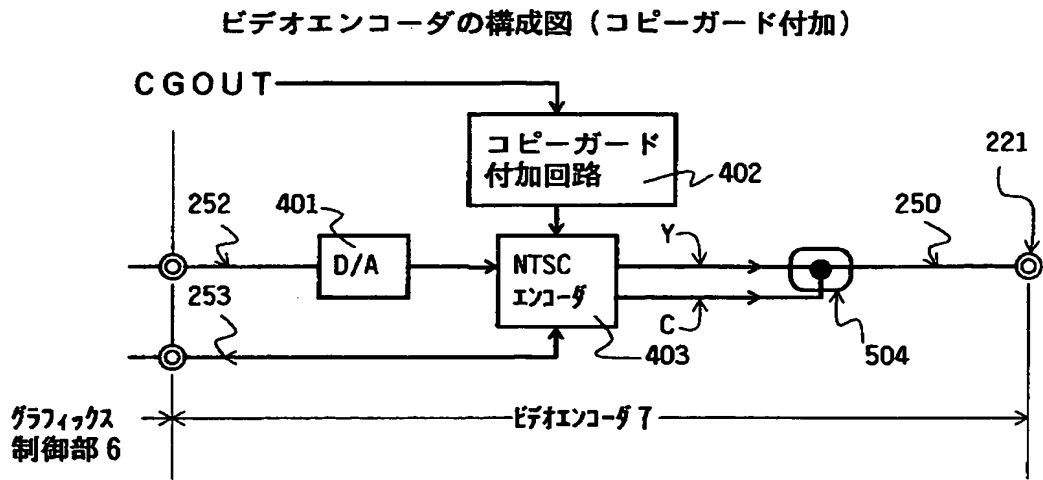 ビデオエンコーダの構成図（コピーガード付加）
CGOUT
コピーガード
付加回路
402
221
252
401
Y
250
D/A
NTSC
エンコーダ
253
C
403
504
グラフィックス
制御部6
ビデオエンコーダ7